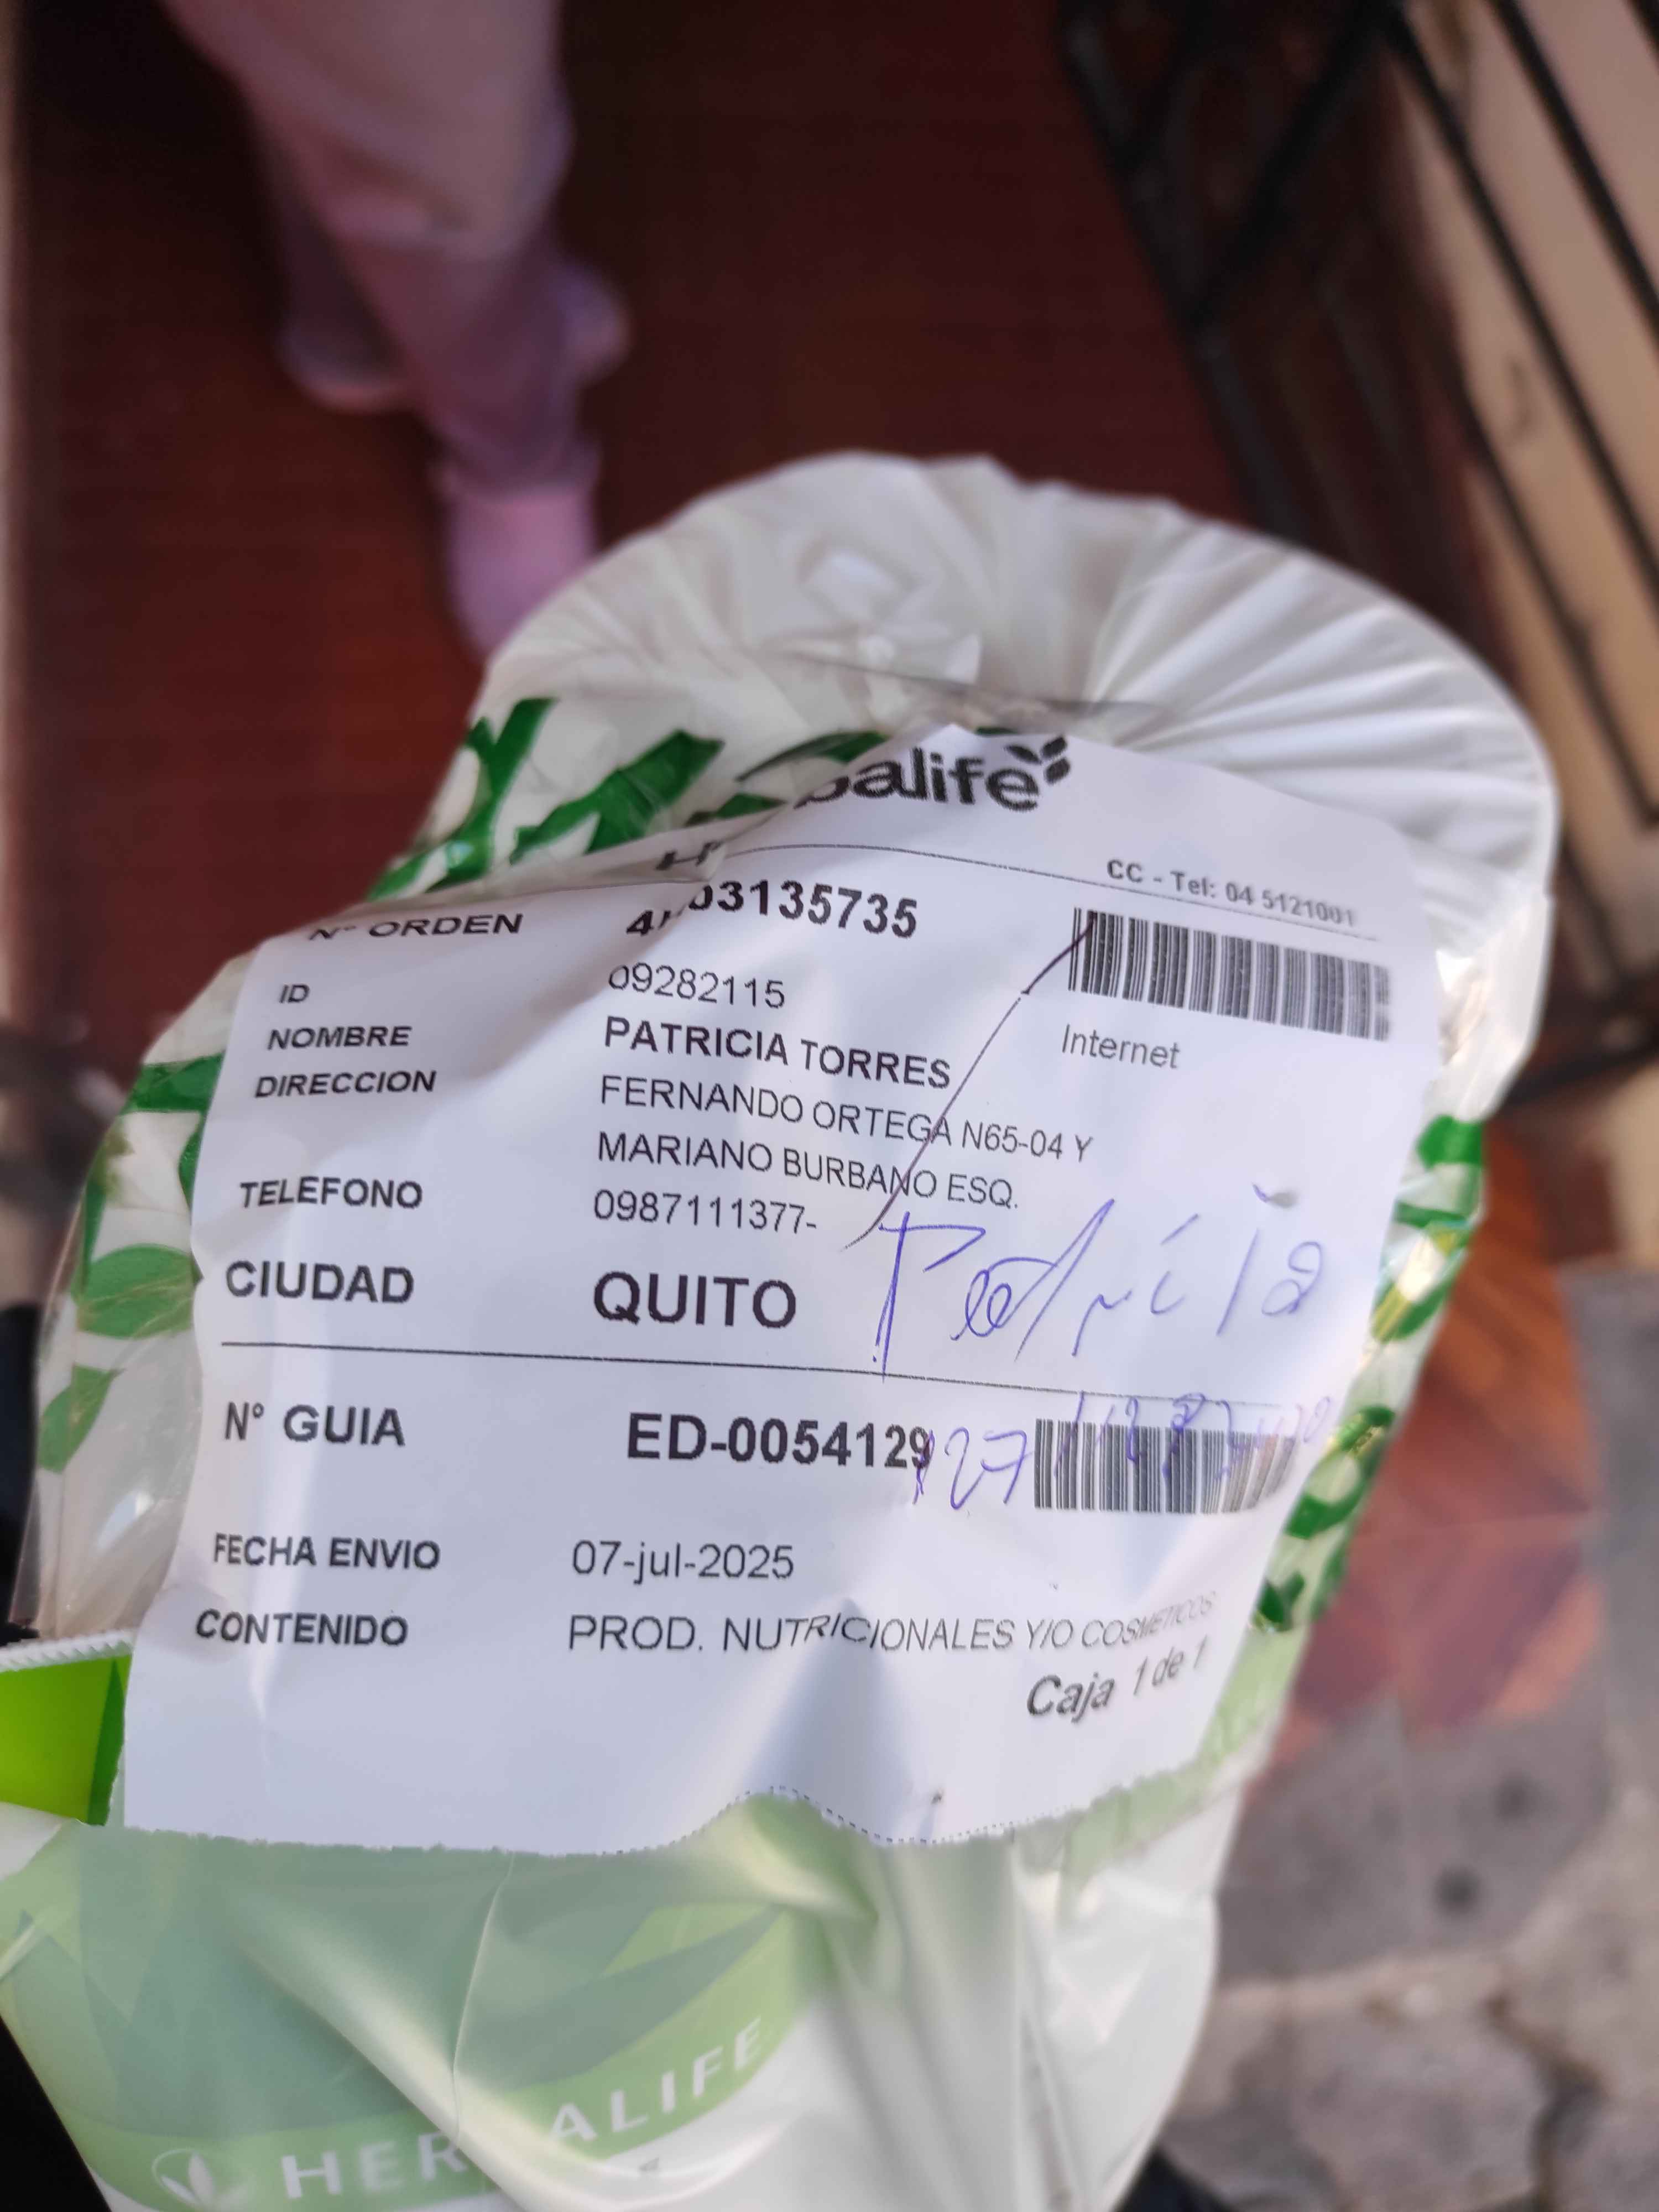 balife
CC - Tel: 04 5121001
N° ORDEN 03135735
ID 09282115
Internet
NOMBRE PATRICIA TORRES
DIRECCION FERNANDO ORTEGA N65-04 Y
MARIANO BURBANO ESQ.
TELEFONO 0987111377-
CIUDAD QUITO
N° GUIA ED-0054129
FECHA ENVIO 07-jul-2025
CONTENIDO PROD. NUTRICIONALES Y/O COSMETICOS
Caja 1 de 1
HERBALIFE